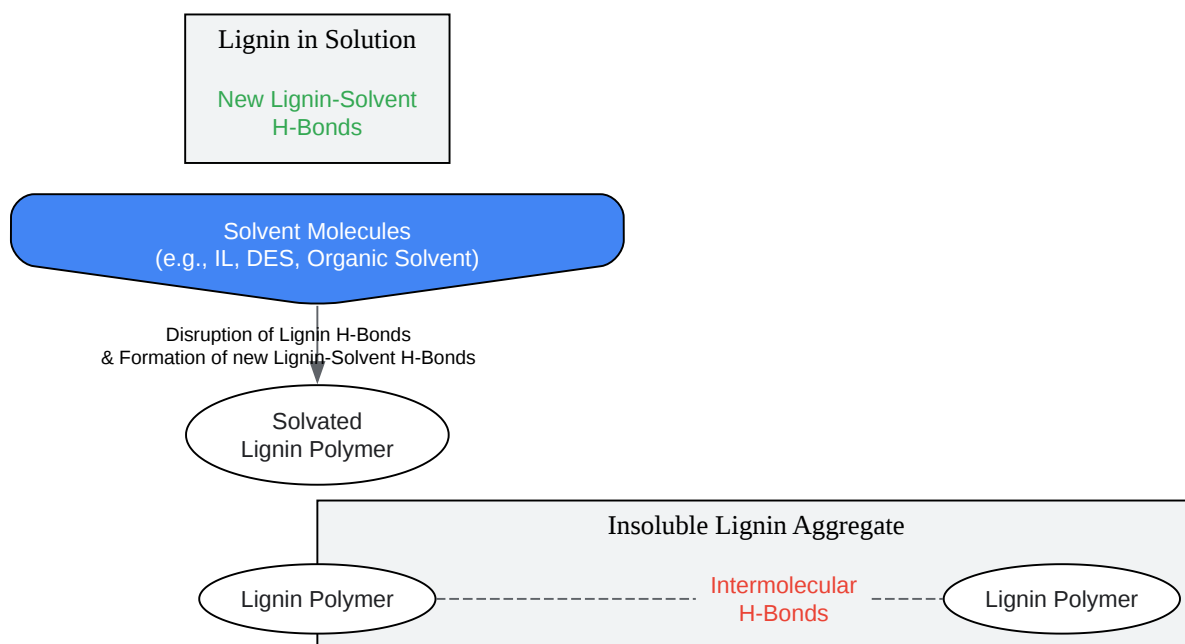 Lignin in Solution
New Lignin-Solvent
H-Bonds
Solvent Molecules
(e.g., IL, DES, Organic Solvent)
Disruption of Lignin H-Bonds
& Formation of new Lignin-Solvent H-Bonds
Solvated
Lignin Polymer
Insoluble Lignin Aggregate
Lignin Polymer
Intermolecular
H-Bonds
Lignin Polymer